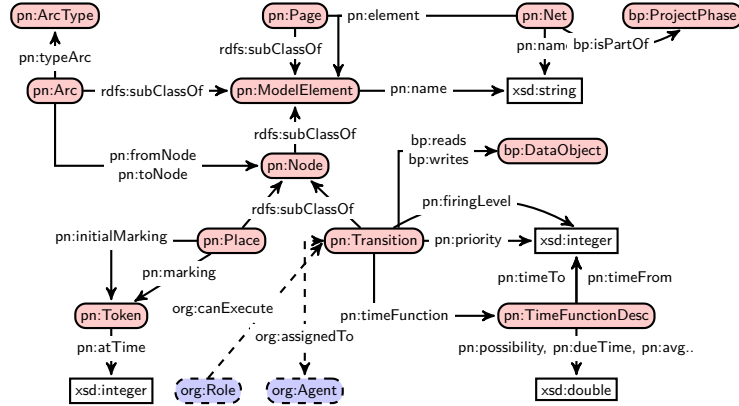 pn:ArcType
pn:Page
pn:element
pn:Net
bp:ProjectPhase
pn:typeArc
rdfs:subClassOf
pn:nam
bp:isPartOf
pn:Arc
rdfs:subClassOf
pn:ModelElement
pn:name
xsd:string
rdfs:subClassOf
pn:fromNode
pn:toNode
pn:Node
bp:reads
bp:writes
bp:DataObject
rdfs:subClassOf
pn:firingLevel
pn:initialMarking
pn:Place
pn:Transition
pn:priority
xsd:integer
pn:marking
pn:timeTo
pn:timeFrom
org:canExecute
pn:Token
pn:timeFunction
pn:TimeFunctionDesc
org:assignedTo
pn:atTime
pn:possibility, pn:dueTime, pn:avg..
xsd:integer
org:Role
org:Agent
xsd:double